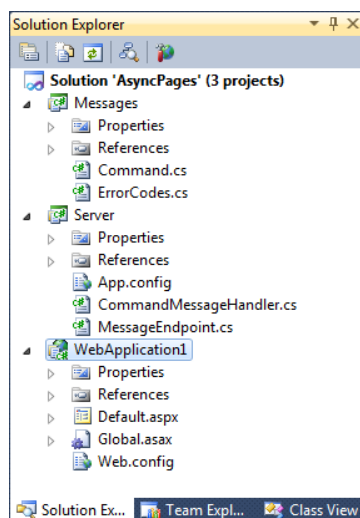 Solution Explorer
Solution 'AsyncPages' (3 projects)
Messages
Properties
References
Command.cs
ErrorCodes.cs
Server
Properties
References
App.config
CommandMessageHandler.cs
MessageEndpoint.cs
WebApplication1
Properties
References
Default.aspx
Global.asax
Web.config
Solution Ex... Team Expl... Class View